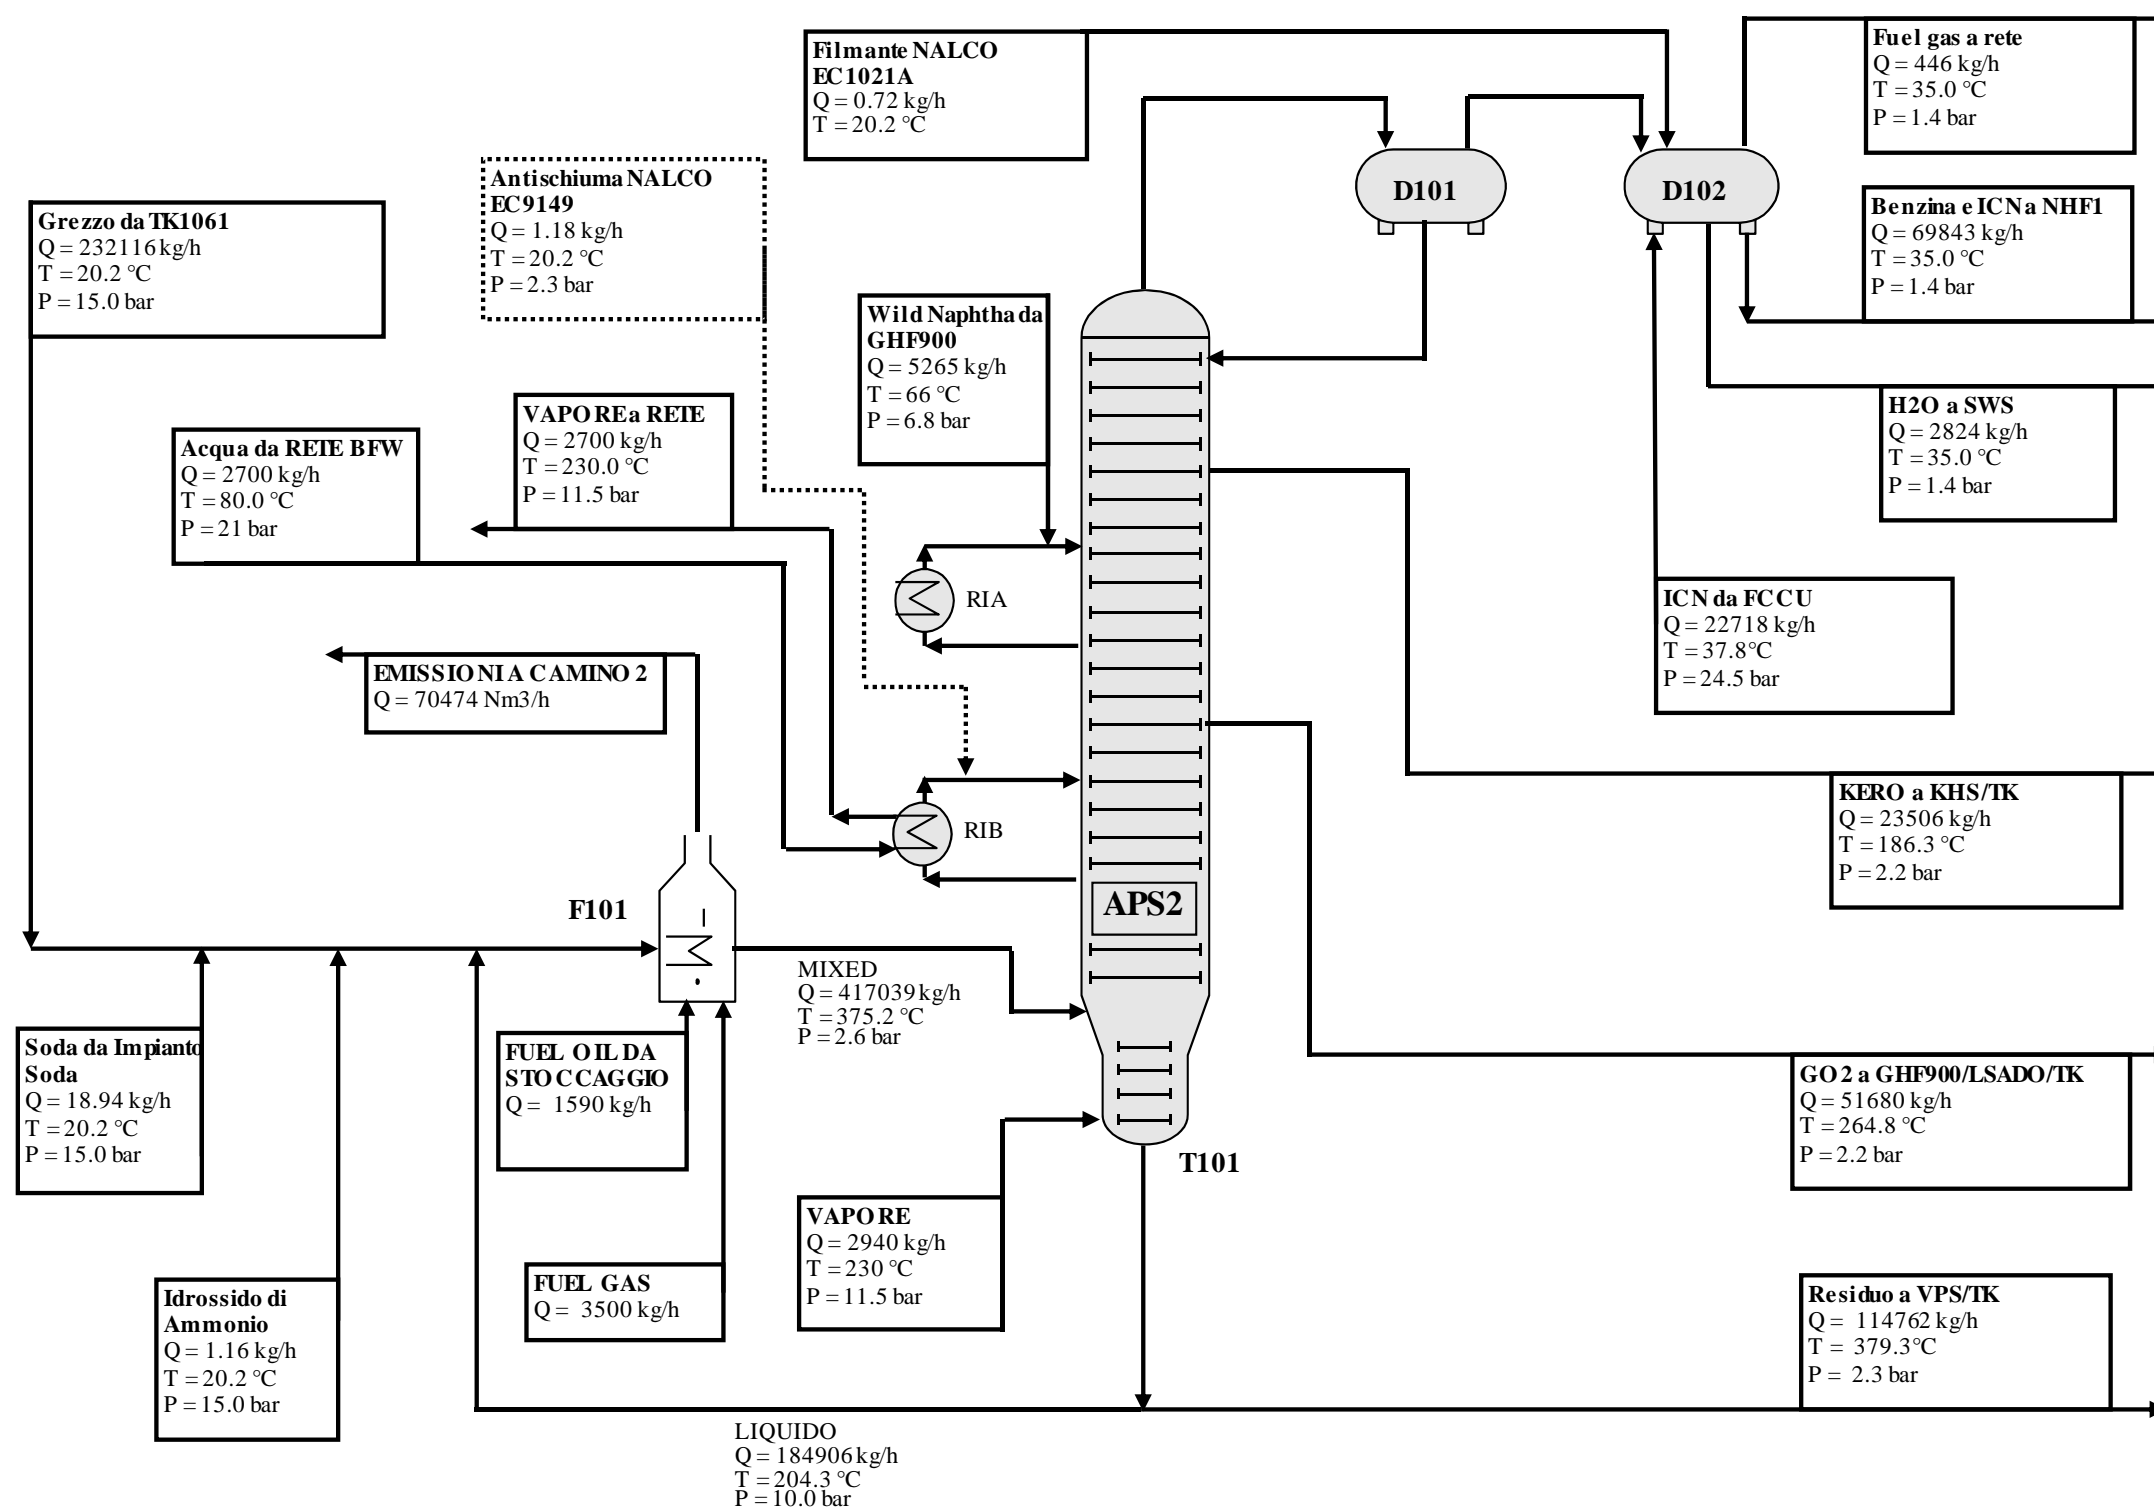 Filmante NALCO
EC1021A
Q = 0.72 kg/h
T = 20.2 °C
Fuel gas a rete
Q = 446 kg/h
T = 35.0 °C
P = 1.4 bar
Antischiuma NALCO
EC9149
Q = 1.18 kg/h
T = 20.2 °C
P = 2.3 bar
D101
D102
Benzina e ICN a NHF1
Q = 69843 kg/h
T = 35.0 °C
P = 1.4 bar
Grezzo da TK1061
Q = 232116 kg/h
T = 20.2 °C
P = 15.0 bar
Wild Naphtha da
GHF900
Q = 5265 kg/h
T = 66 °C
P = 6.8 bar
VAPORE a RETE
Q = 2700 kg/h
T = 230.0 °C
P = 11.5 bar
H2O a SWS
Q = 2824 kg/h
T = 35.0 °C
P = 1.4 bar
Acqua da RETE BFW
Q = 2700 kg/h
T = 80.0 °C
P = 21 bar
RIA
ICN da FCCU
Q = 22718 kg/h
T = 37.8°C
P = 24.5 bar
EMISSIONI A CAMINO 2
Q = 70474 Nm3/h
KERO a KHS/TK
Q = 23506 kg/h
T = 186.3 °C
P = 2.2 bar
RIB
APS2
F101
MIXED
Q = 417039 kg/h
T = 375.2 °C
P = 2.6 bar
Soda da Impianto
Soda
Q = 18.94 kg/h
T = 20.2 °C
P = 15.0 bar
FUEL OIL DA
STOCCAGGIO
Q = 1590 kg/h
GO2 a GHF900/LSADO/TK
Q = 51680 kg/h
T = 264.8 °C
P = 2.2 bar
T101
VAPORE
Q = 2940 kg/h
T = 230 °C
P = 11.5 bar
FUEL GAS
Q = 3500 kg/h
Idrossido di
Ammonio
Q = 1.16 kg/h
T = 20.2 °C
P = 15.0 bar
Residuo a VPS/TK
Q = 114762 kg/h
T = 379.3°C
P = 2.3 bar
LIQUIDO
Q = 184906 kg/h
T = 204.3 °C
P = 10.0 bar